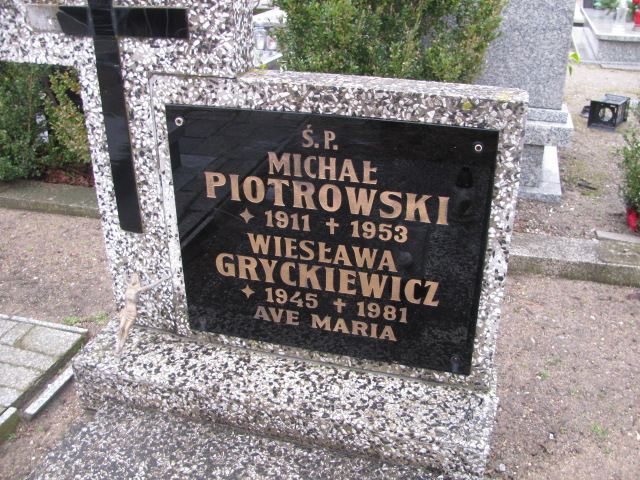 Ś.P.
MICHAŁ
PIOTROWSKI
✦ 1911 ✝ 1953
WIESŁAWA
GRYCKIEWICZ
✦ 1945 ✝ 1981
AVE MARIA